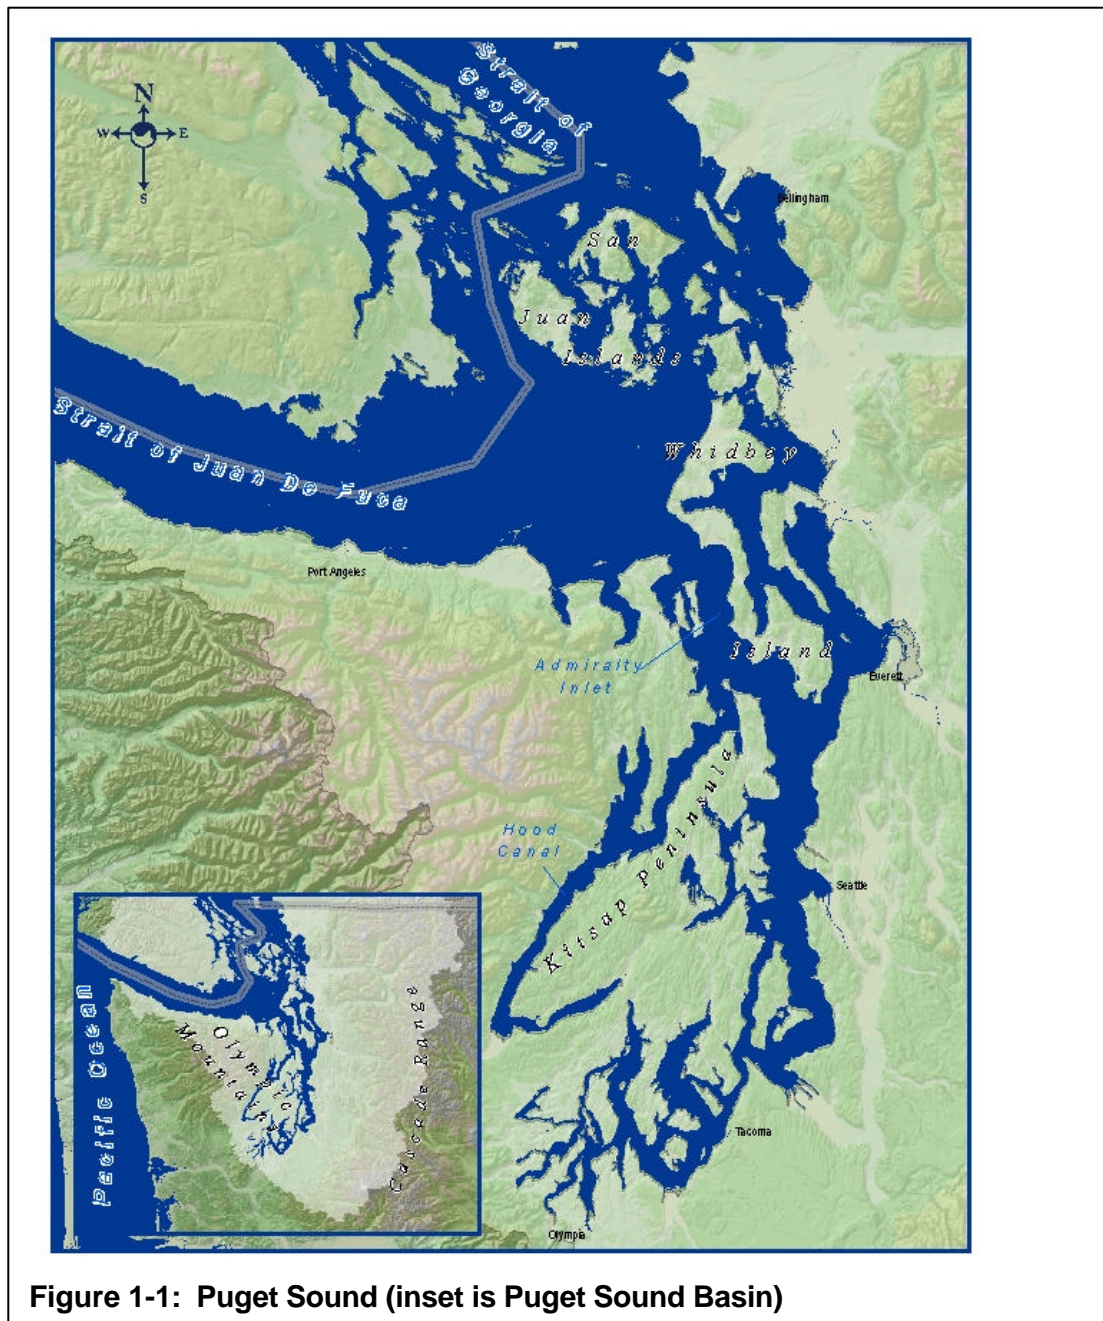 Strait of
Georgia
N
W
E
S
Bellingham
San
Juan
Islands
Strait of Juan De Fuca
Whidbey
Port Angeles
Admiralty
Inlet
Island
Everett
Kitsap Peninsula
Hood
Canal
Seattle
Pacific Ocean
Olympic
Mountains
Cascade Range
Tacoma
Olympia
Figure 1-1: Puget Sound (inset is Puget Sound Basin)